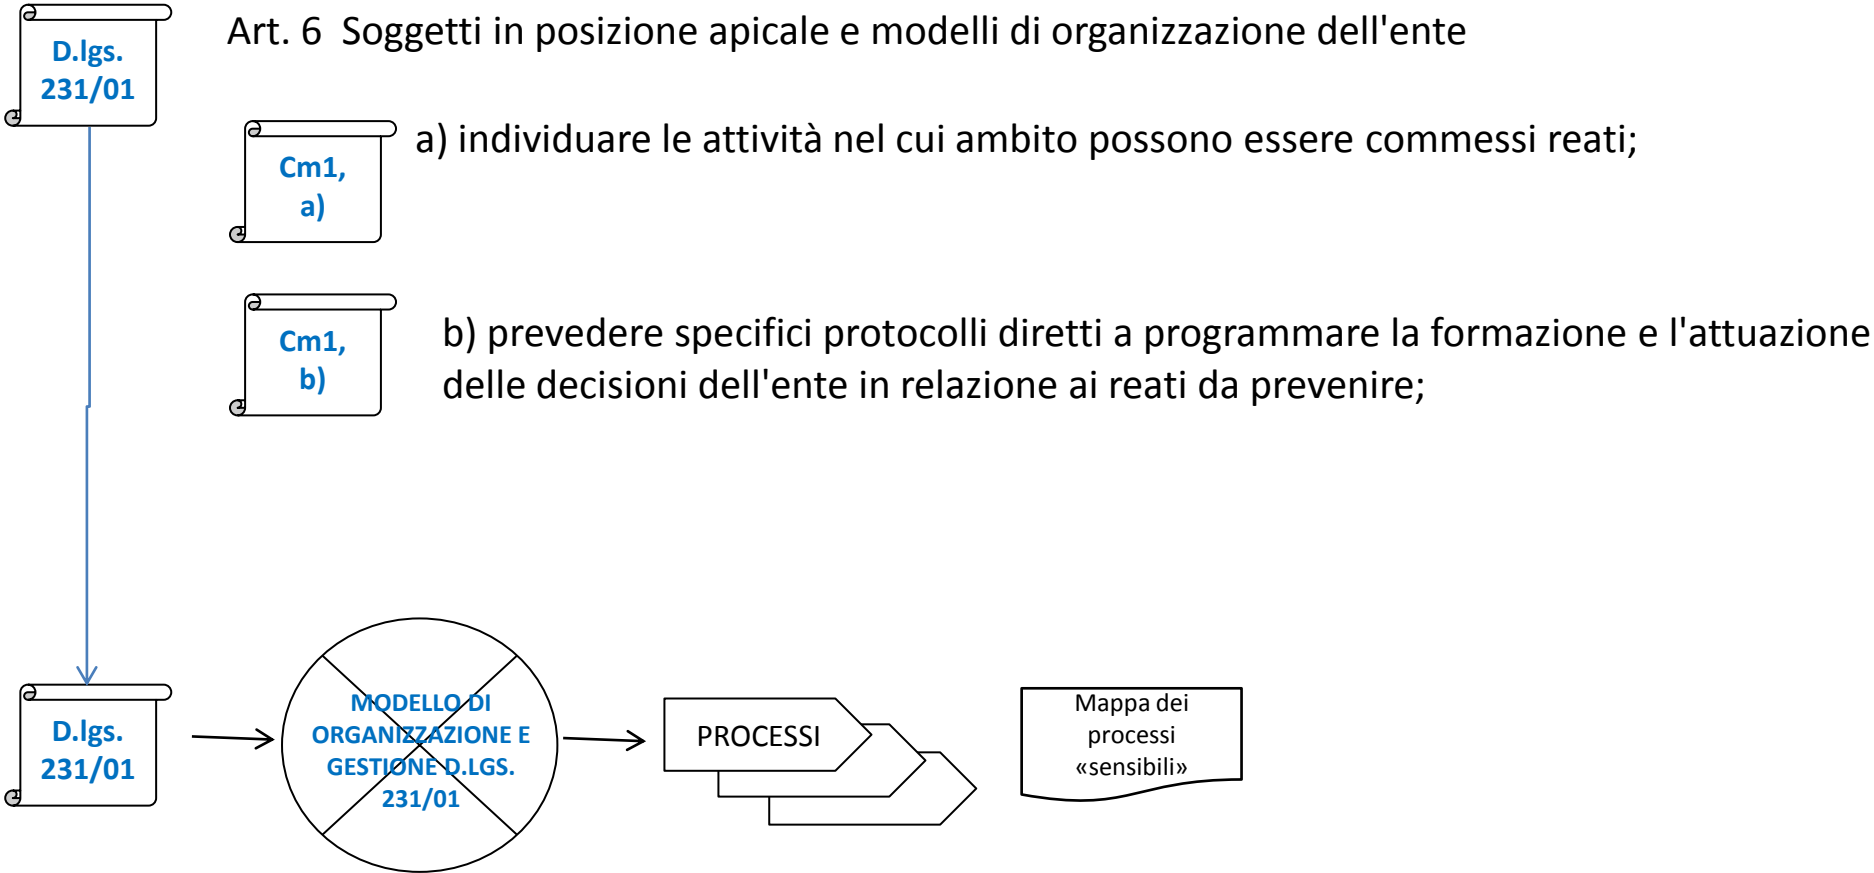 D.lgs.
231/01
Art. 6  Soggetti in posizione apicale e modelli di organizzazione dell'ente
Cm1,
a)
a) individuare le attività nel cui ambito possono essere commessi reati;
Cm1,
b)
b) prevedere specifici protocolli diretti a programmare la formazione e l'attuazione
delle decisioni dell'ente in relazione ai reati da prevenire;
D.lgs.
231/01
MODELLO DI
ORGANIZZAZIONE E
GESTIONE D.LGS.
231/01
PROCESSI
Mappa dei
processi
«sensibili»